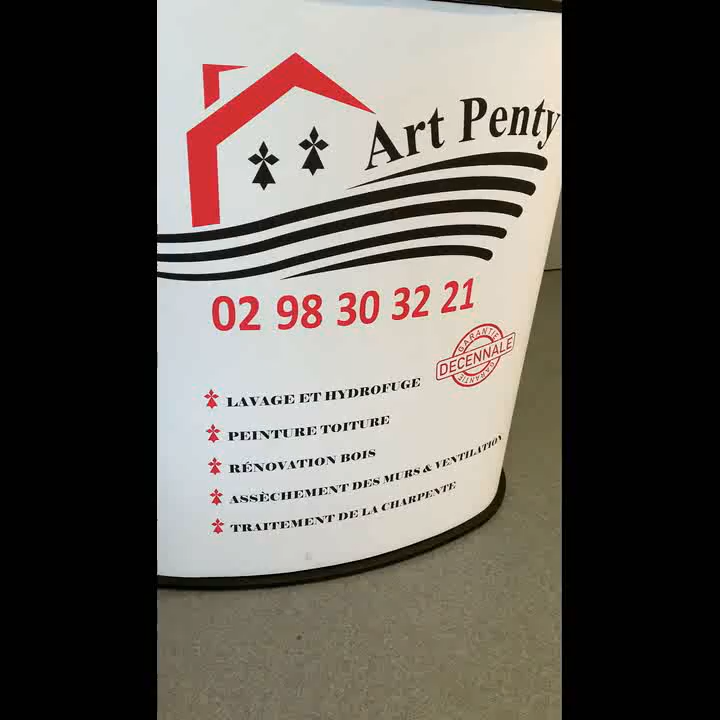 Art Penty
02 98 30 32 21
GARANTIE
DECENNALE
GARANTIE
LAVAGE ET HYDROFUGE
PEINTURE TOITURE
RÉNOVATION BOIS
ASSÈCHEMENT DES MURS & VENTILATION
TRAITEMENT DE LA CHARPENTE